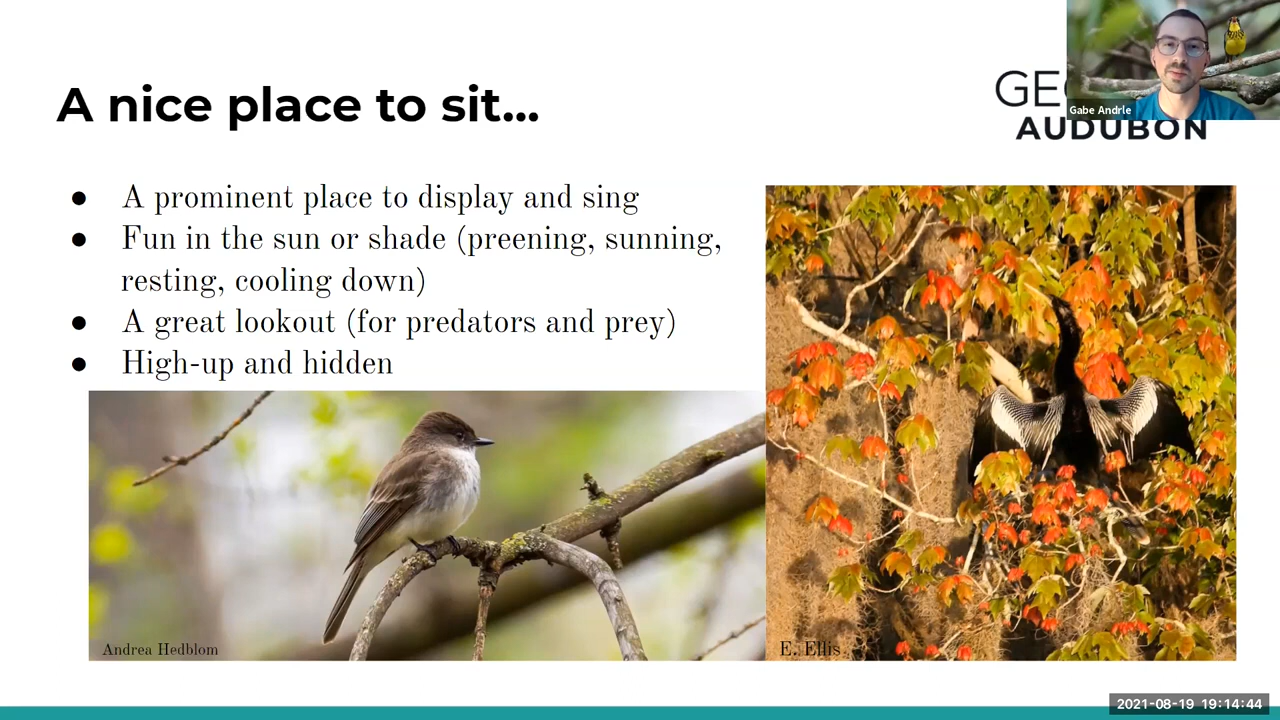 A nice place to sit...
GE
AUDUBON
Gabe Andrle
● A prominent place to display and sing
● Fun in the sun or shade (preening, sunning,
resting, cooling down)
● A great lookout (for predators and prey)
● High-up and hidden
Andrea Hedblom
E. Ellis
2021-08-19 19:14:44